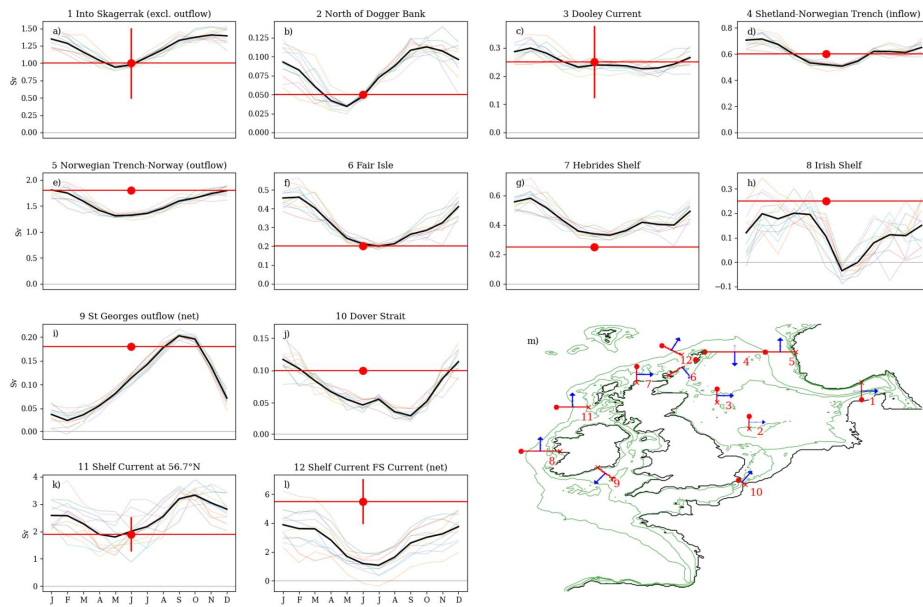 1 Into Skagerrak (excl. outflow)
a)
Sv
1.50
1.25
1.00
0.75
0.50
0.25
0.00
2 North of Dogger Bank
b)
0.125
0.100
0.075
0.050
0.025
0.000
3 Dooley Current
c)
0.3
0.2
0.1
0.0
4 Shetland-Norwegian Trench (inflow)
d)
0.8
0.6
0.4
0.2
0.0
5 Norwegian Trench-Norway (outflow)
e)
Sv
2.0
1.5
1.0
0.5
0.0
6 Fair Isle
f)
0.5
0.4
0.3
0.2
0.1
0.0
7 Hebrides Shelf
g)
0.6
0.4
0.2
0.0
8 Irish Shelf
h)
0.3
0.2
0.1
0.0
−0.1
9 St Georges outflow (net)
i)
Sv
0.20
0.15
0.10
0.05
0.00
10 Dover Strait
j)
0.15
0.10
0.05
0.00
m)
12
4
5
6
7
3
1
11
2
8
9
10
11 Shelf Current at 56.7°N
k)
Sv
4
3
2
1
0
J F M A M J J A S O N D
12 Shelf Current FS Current (net)
l)
6
4
2
0
J F M A M J J A S O N D